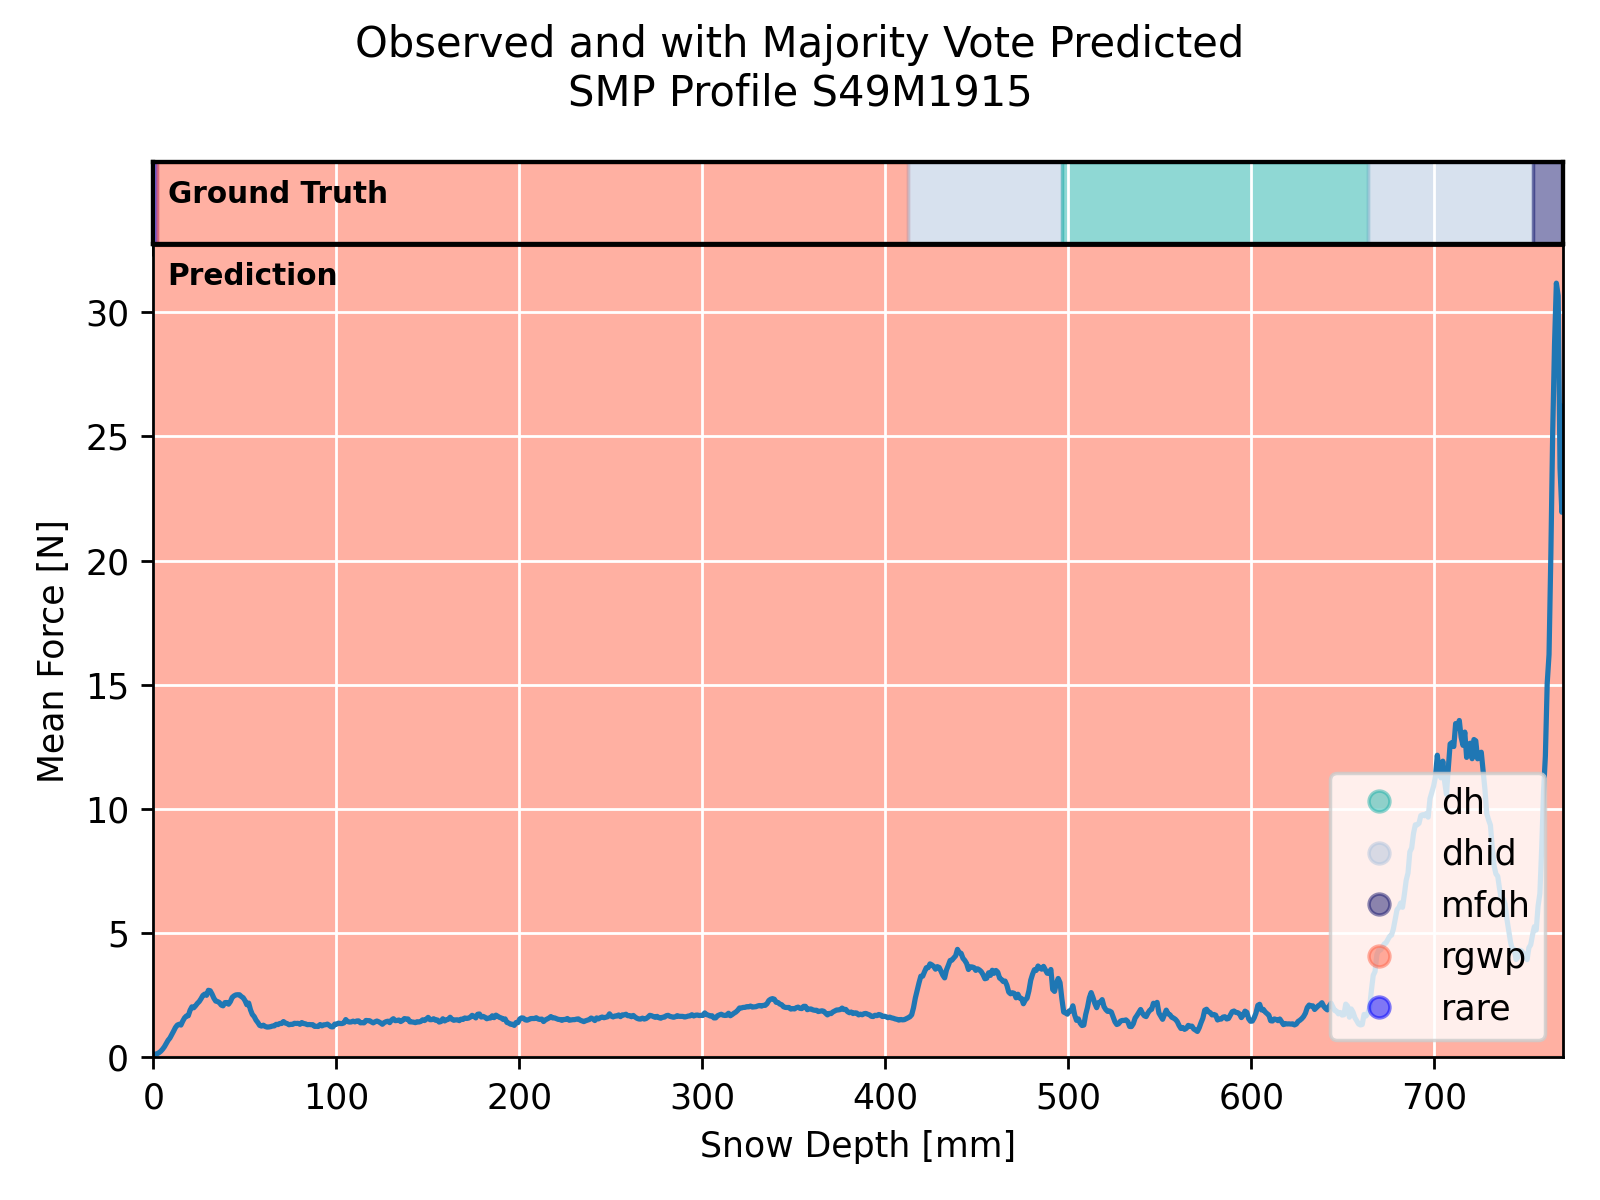 Observed and with Majority Vote Predicted
SMP Profile S49M1915
Ground Truth
Prediction
30
25
20
15
10
5
0
Mean Force [N]
dh
dhid
mfdh
rgwp
rare
0 100 200 300 400 500 600 700
Snow Depth [mm]